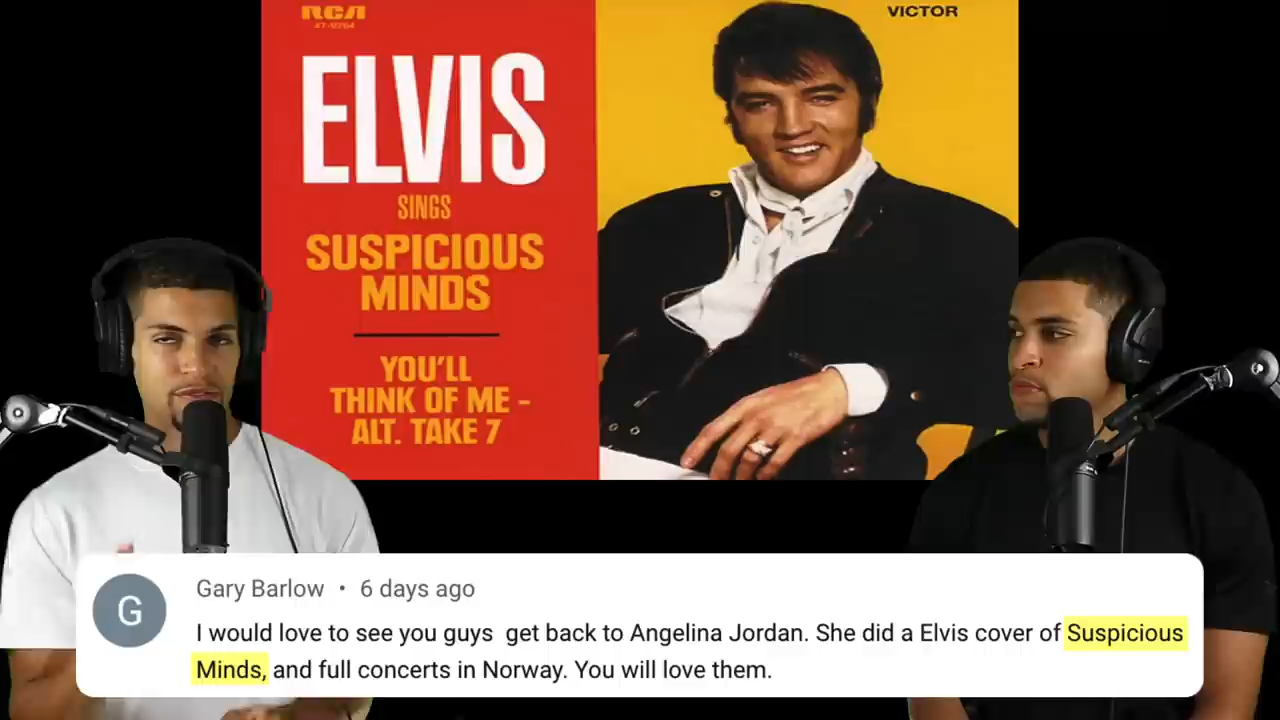 RCA
47-9764
VICTOR
ELVIS
SINGS
SUSPICIOUS
MINDS
YOU'LL
THINK OF ME -
ALT. TAKE 7
G
Gary Barlow • 6 days ago
I would love to see you guys  get back to Angelina Jordan. She did a Elvis cover of Suspicious
Minds, and full concerts in Norway. You will love them.